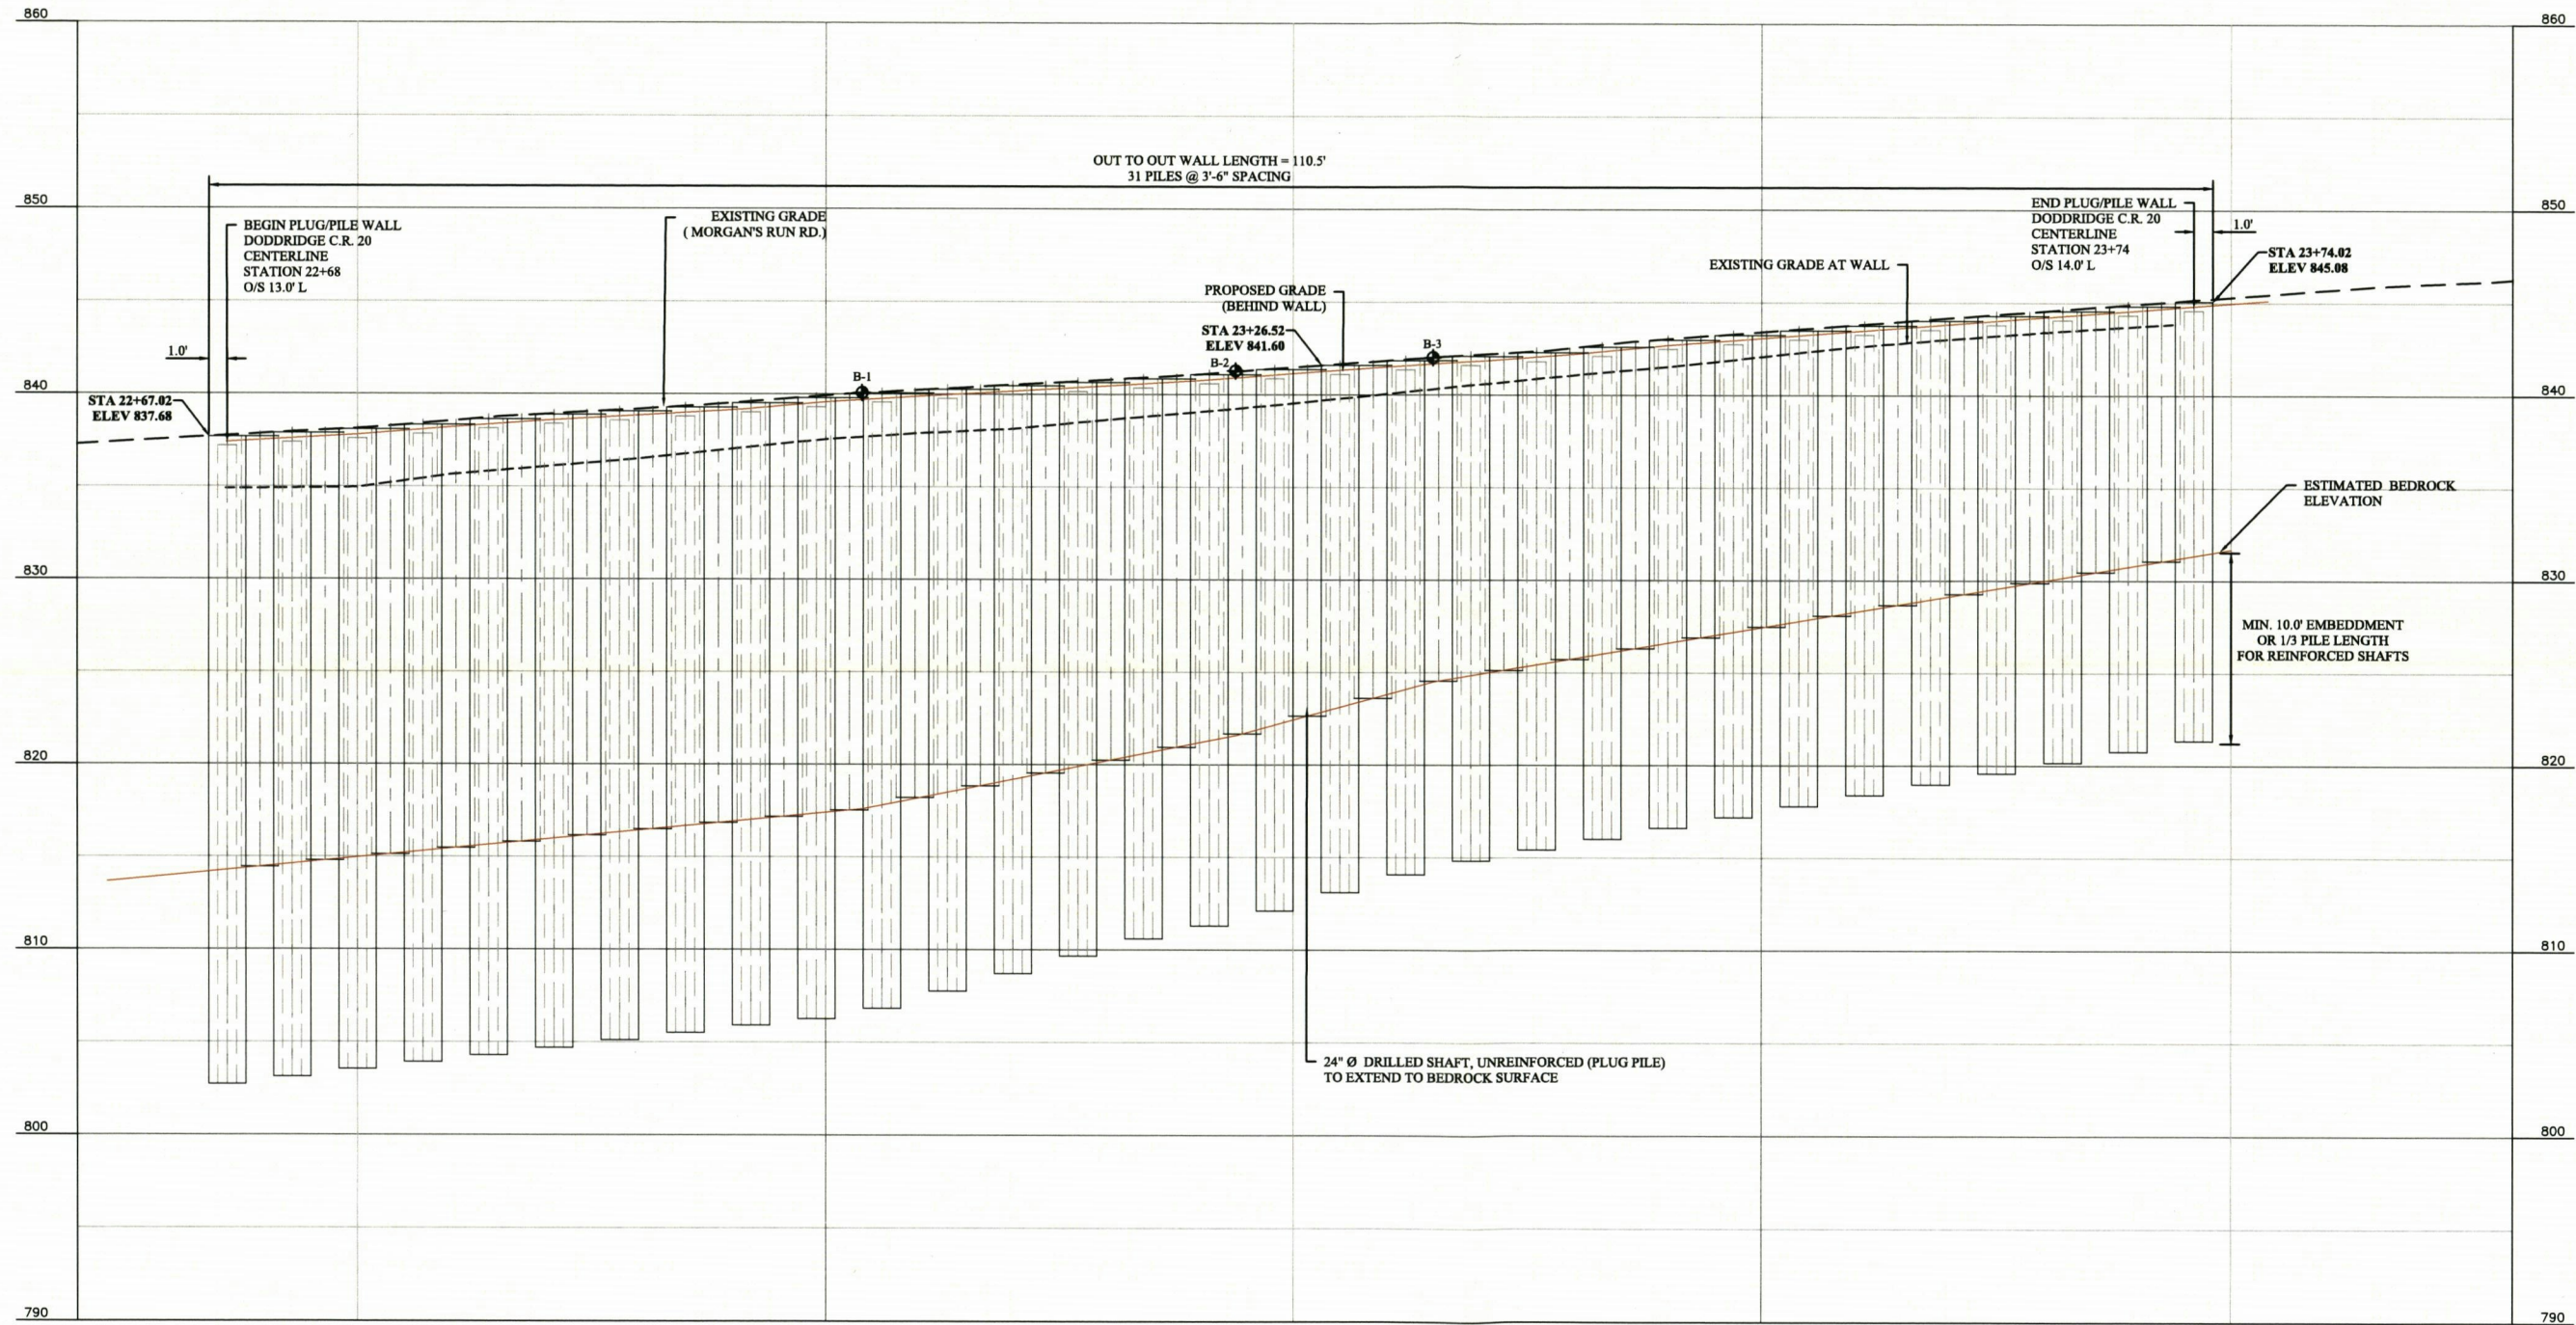 860
860
OUT TO OUT WALL LENGTH = 110.5'
31 PILES @ 3'-6" SPACING
850
850
BEGIN PLUG/PILE WALL
DODDRIDGE C.R. 20
CENTERLINE
STATION 22+68
O/S 13.0' L
EXISTING GRADE
( MORGAN'S RUN RD.)
END PLUG/PILE WALL
DODDRIDGE C.R. 20
CENTERLINE
STATION 23+74
O/S 14.0' L
1.0'
STA 23+74.02
ELEV 845.08
EXISTING GRADE AT WALL
PROPOSED GRADE
(BEHIND WALL)
STA 23+26.52
ELEV 841.60
B-3
B-2
B-1
1.0'
840
840
STA 22+67.02
ELEV 837.68
ESTIMATED BEDROCK
ELEVATION
830
830
MIN. 10.0' EMBEDDMENT
OR 1/3 PILE LENGTH
FOR REINFORCED SHAFTS
820
820
810
810
24" Ø DRILLED SHAFT, UNREINFORCED (PLUG PILE)
TO EXTEND TO BEDROCK SURFACE
800
800
790
790